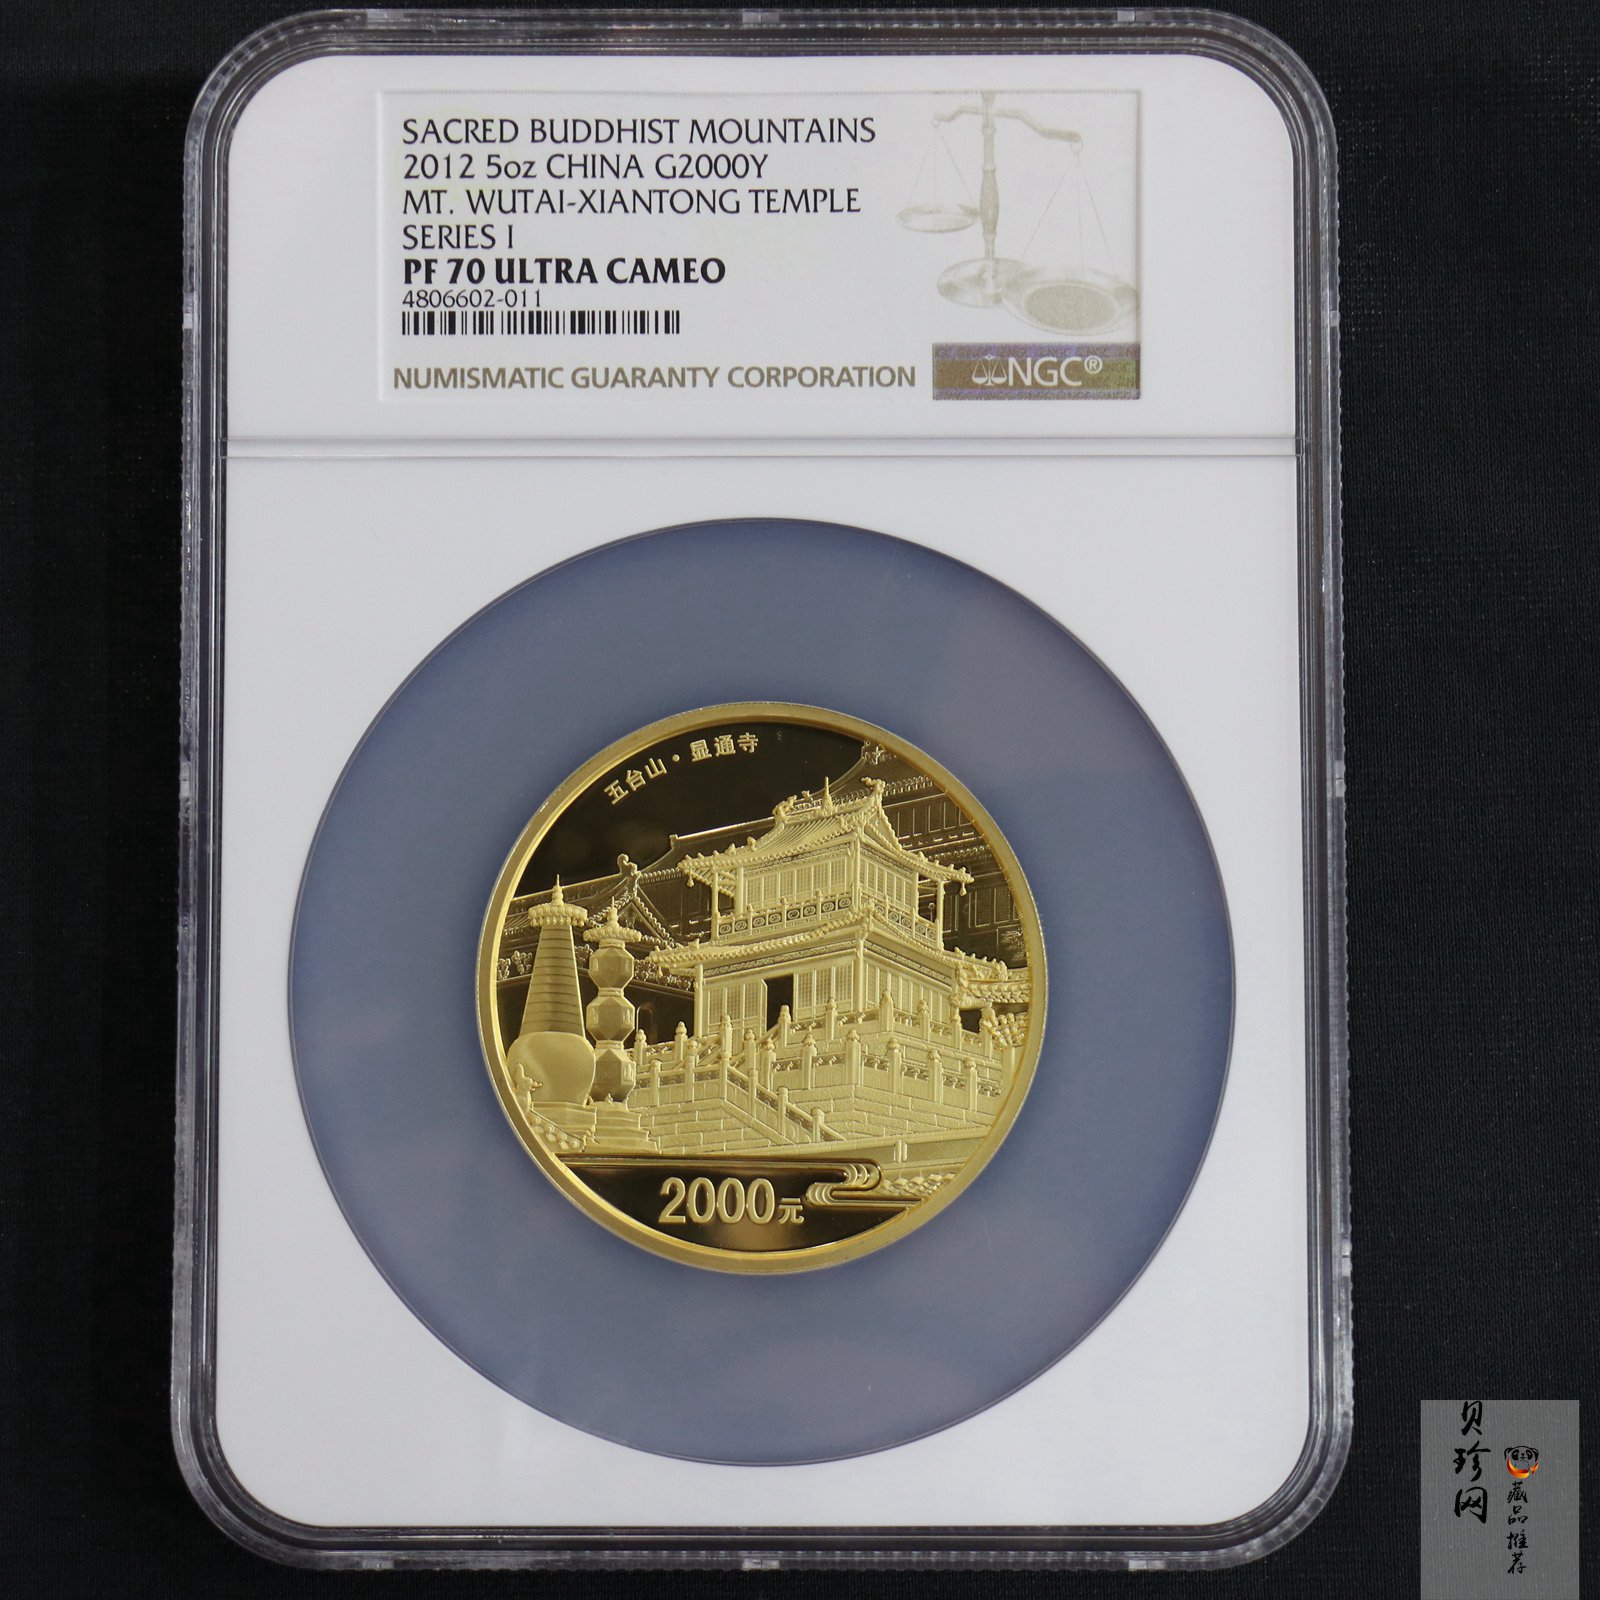 SACRED BUDDHIST MOUNTAINS
2012 5oz CHINA G2000Y
MT. WUTAI-XIANTONG TEMPLE
SERIES I
PF 70 ULTRA CAMEO
4806602-011
NUMISMATIC GUARANTY CORPORATION
NGC®
五台山·显通寺
2000元
贝珍网
藏品推荐